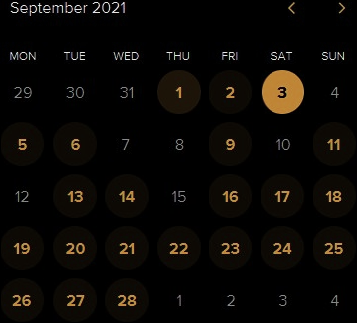 September 2021
MON TUE WED THU FRI SAT SUN
29 30 31 1 2 3 4
5 6 7 8 9 10 11
12 13 14 15 16 17 18
19 20 21 22 23 24 25
26 27 28 1 2 3 4